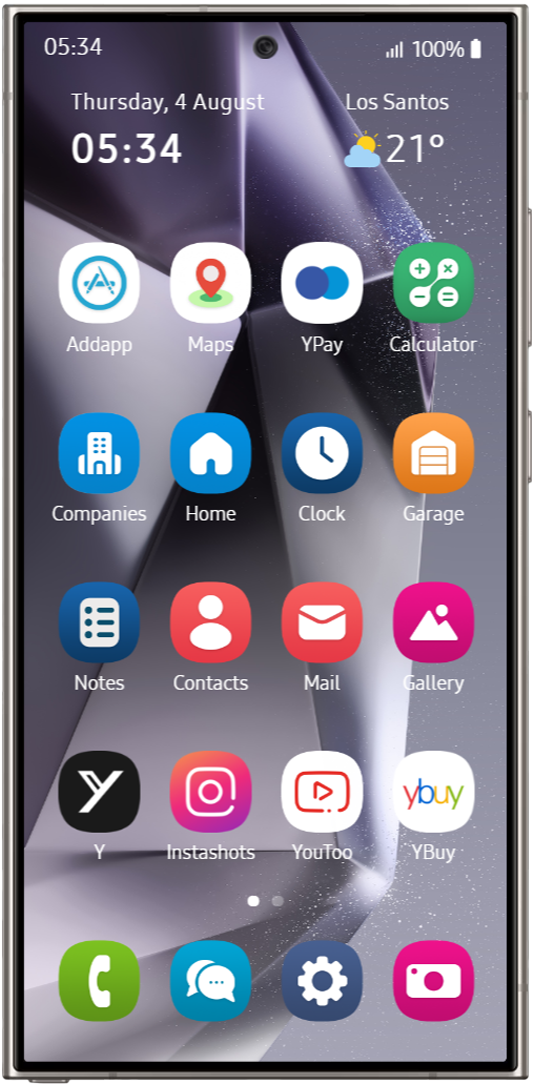 05:34 100%
Thursday, 4 August Los Santos
05:34 21°
Addapp Maps YPay Calculator
Companies Home Clock Garage
Notes Contacts Mail Gallery
ybuy
Y Instashots YouToo YBuy